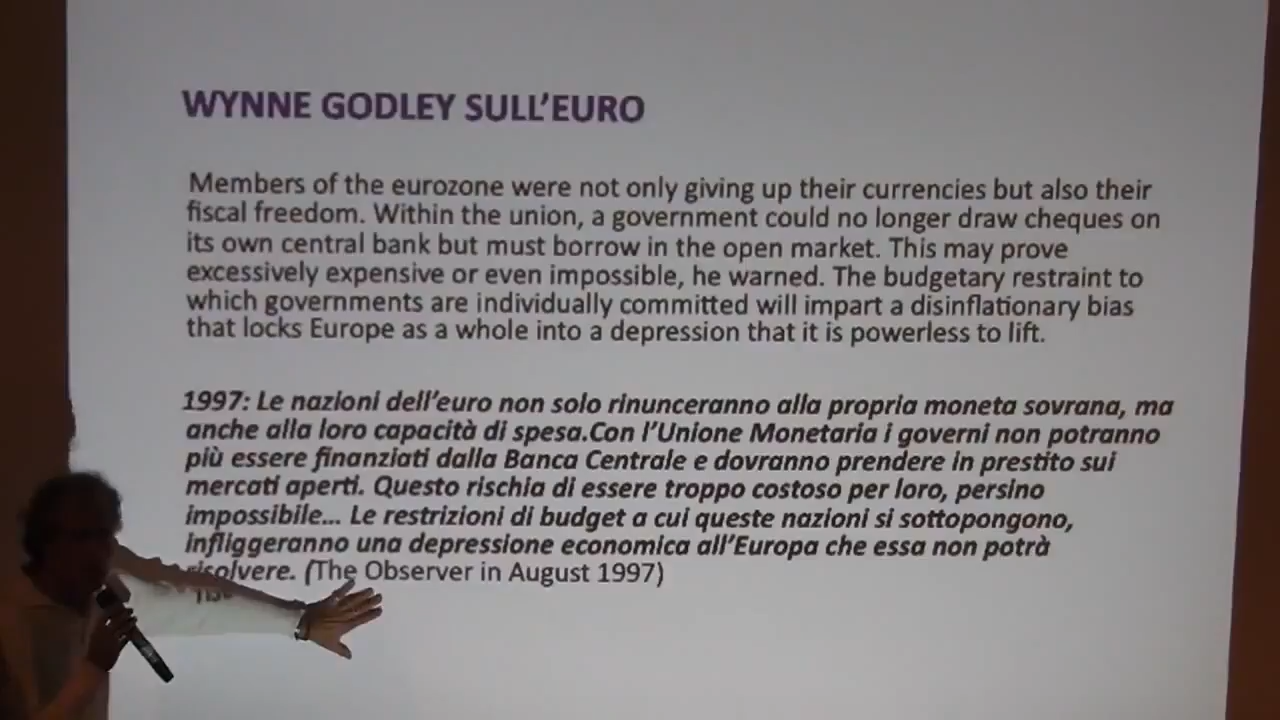 WYNNE GODLEY SULL'EURO
Members of the eurozone were not only giving up their currencies but also their
fiscal freedom. Within the union, a government could no longer draw cheques on
its own central bank but must borrow in the open market. This may prove
excessively expensive or even impossible, he warned. The budgetary restraint to
which governments are individually committed will impart a disinflationary bias
that locks Europe as a whole into a depression that it is powerless to lift.
1997: Le nazioni dell'euro non solo rinunceranno alla propria moneta sovrana, ma
anche alla loro capacità di spesa.Con l'Unione Monetaria i governi non potranno
più essere finanziati dalla Banca Centrale e dovranno prendere in prestito sui
mercati aperti. Questo rischia di essere troppo costoso per loro, persino
impossibile... Le restrizioni di budget a cui queste nazioni si sottopongono,
infliggeranno una depressione economica all'Europa che essa non potrà
risolvere. (The Observer in August 1997)